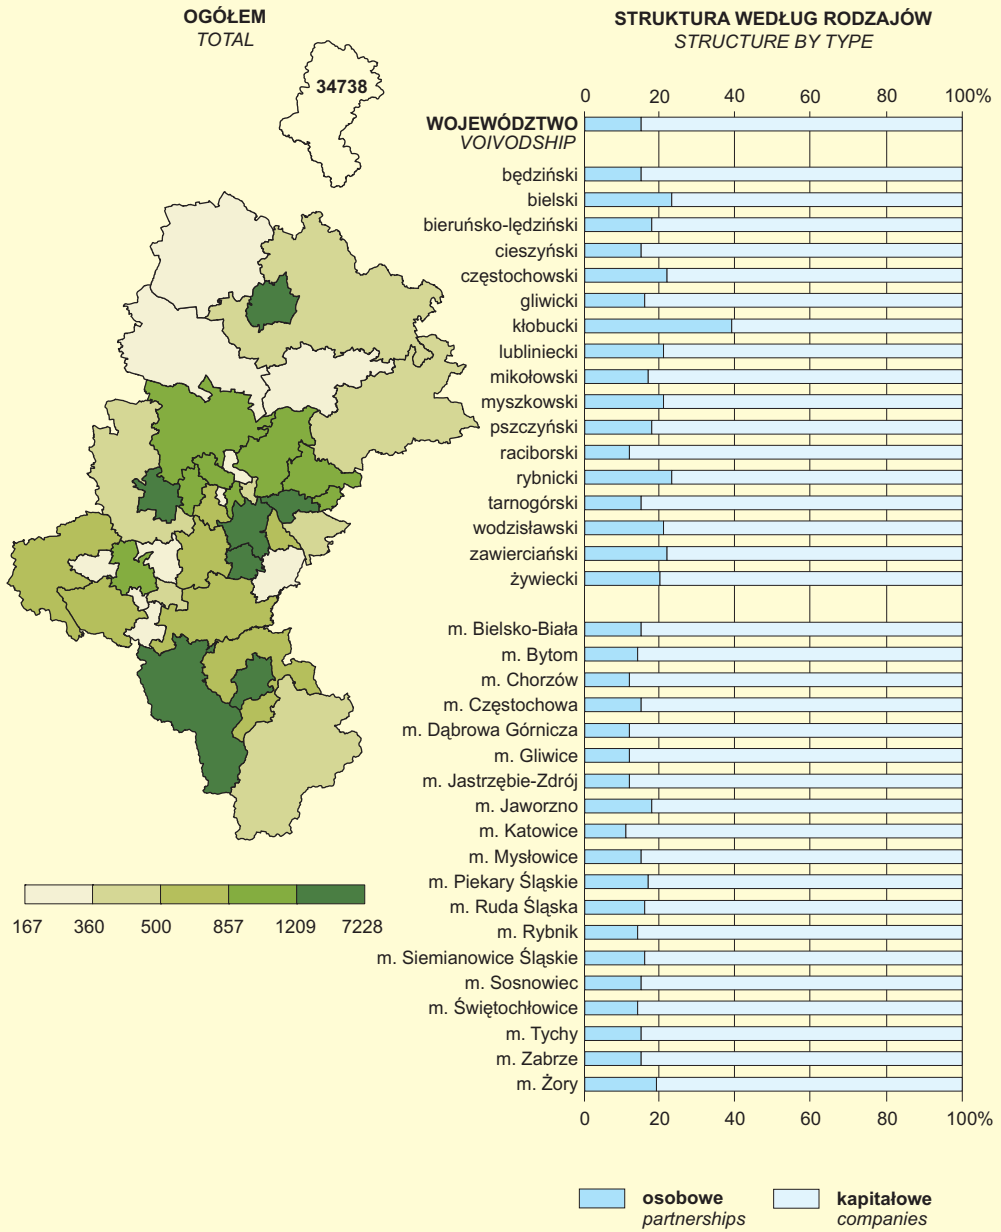 OGÓŁEM
TOTAL
34738
167 360 500 857 1209 7228
STRUKTURA WEDŁUG RODZAJÓW
STRUCTURE BY TYPE
0 20 40 60 80 100%
WOJEWÓDZTWO
VOIVODSHIP
będziński
bielski
bieruńsko-lędziński
cieszyński
częstochowski
gliwicki
kłobucki
lubliniecki
mikołowski
myszkowski
pszczyński
raciborski
rybnicki
tarnogórski
wodzisławski
zawierciański
żywiecki
m. Bielsko-Biała
m. Bytom
m. Chorzów
m. Częstochowa
m. Dąbrowa Górnicza
m. Gliwice
m. Jastrzębie-Zdrój
m. Jaworzno
m. Katowice
m. Mysłowice
m. Piekary Śląskie
m. Ruda Śląska
m. Rybnik
m. Siemianowice Śląskie
m. Sosnowiec
m. Świętochłowice
m. Tychy
m. Zabrze
m. Żory
0 20 40 60 80 100%
osobowe
partnerships
kapitałowe
companies